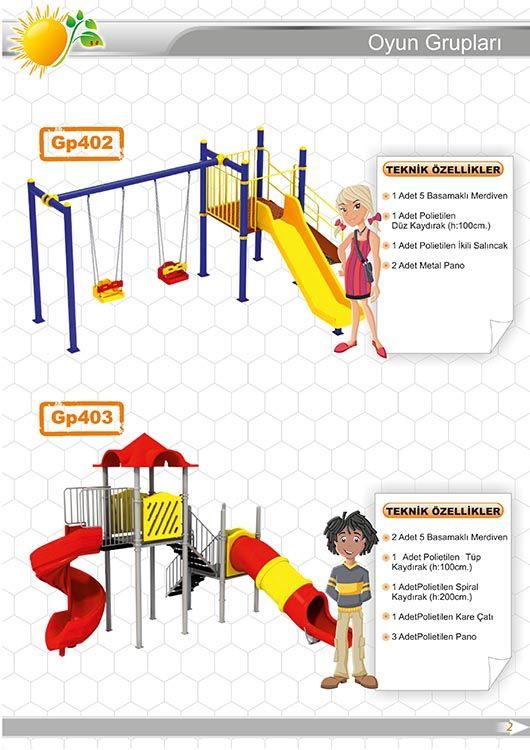 Oyun Grupları
Gp402
TEKNİK ÖZELLİKLER
1 Adet 5 Basamaklı Merdiven
1 Adet Polietilen
Düz Kaydırak (h:100cm.)
1 Adet Polietilen İkili Salıncak
2 Adet Metal Pano
Gp403
TEKNİK ÖZELLİKLER
2 Adet 5 Basamaklı Merdiven
1 Adet Polietilen Tüp
Kaydırak (h:100cm.)
1 AdetPolietilen Spiral
Kaydırak (h:200cm.)
1 AdetPolietilen Kare Çatı
3 AdetPolietilen Pano
2